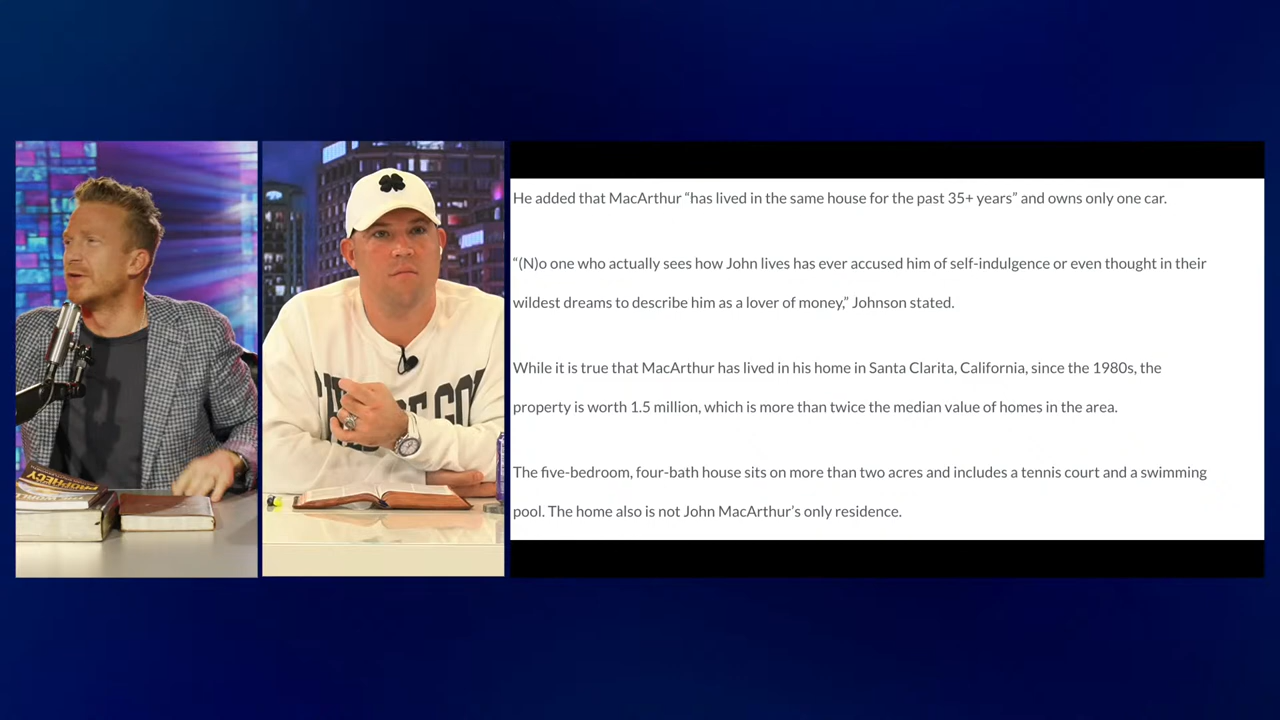 He added that MacArthur “has lived in the same house for the past 35+ years” and owns only one car.
“(N)o one who actually sees how John lives has ever accused him of self-indulgence or even thought in their
wildest dreams to describe him as a lover of money,” Johnson stated.
While it is true that MacArthur has lived in his home in Santa Clarita, California, since the 1980s, the
property is worth 1.5 million, which is more than twice the median value of homes in the area.
The five-bedroom, four-bath house sits on more than two acres and includes a tennis court and a swimming
pool. The home also is not John MacArthur’s only residence.
PROPHECY